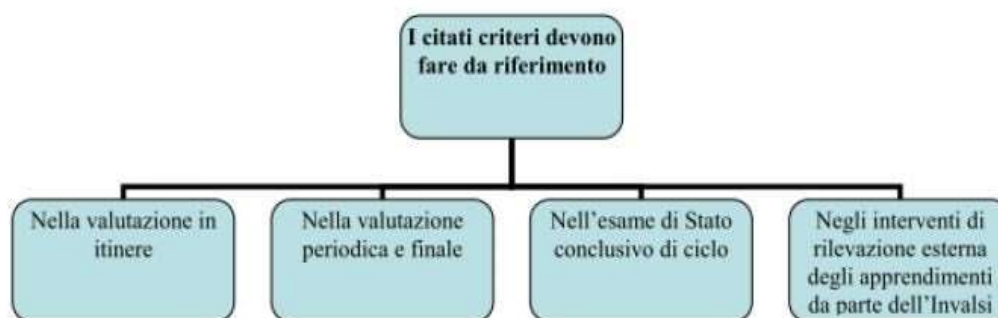 I citati criteri devono
fare da riferimento
Nella valutazione in
itinere
Nella valutazione
periodica e finale
Nell'esame di Stato
conclusivo di ciclo
Negli interventi di
rilevazione esterna
degli apprendimenti
da parte dell'Invalsi